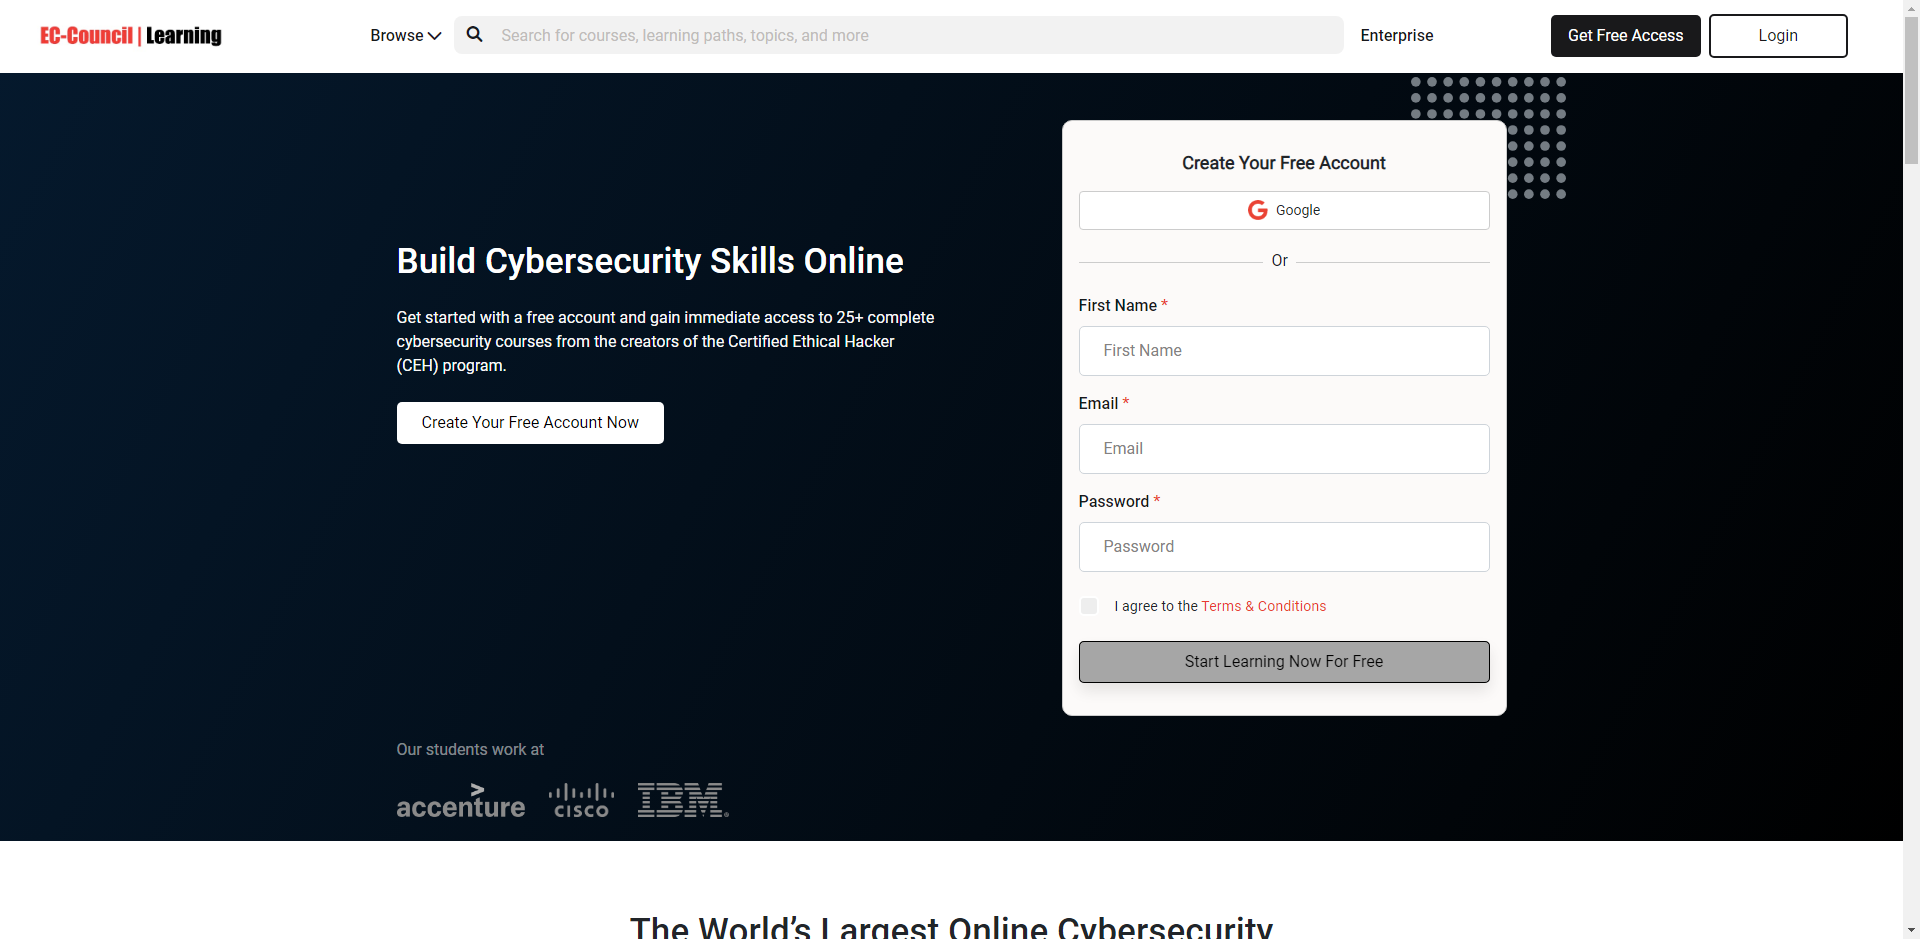 EC-Council | Learning
Browse
Search for courses, learning paths, topics, and more
Enterprise
Get Free Access
Login
Build Cybersecurity Skills Online
Get started with a free account and gain immediate access to 25+ complete
cybersecurity courses from the creators of the Certified Ethical Hacker
(CEH) program.
Create Your Free Account Now
Our students work at
accenture
cisco
IBM®
Create Your Free Account
Google
Or
First Name *
First Name
Email *
Email
Password *
Password
I agree to the Terms & Conditions
Start Learning Now For Free
The World's Largest Online Cybersecurity